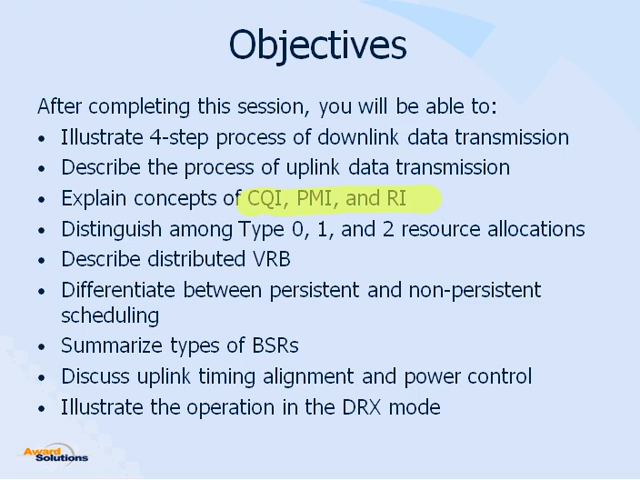 Objectives
After completing this session, you will be able to:
• Illustrate 4-step process of downlink data transmission
• Describe the process of uplink data transmission
• Explain concepts of CQI, PMI, and RI
• Distinguish among Type 0, 1, and 2 resource allocations
• Describe distributed VRB
• Differentiate between persistent and non-persistent
scheduling
• Summarize types of BSRs
• Discuss uplink timing alignment and power control
• Illustrate the operation in the DRX mode
Award
Solutions